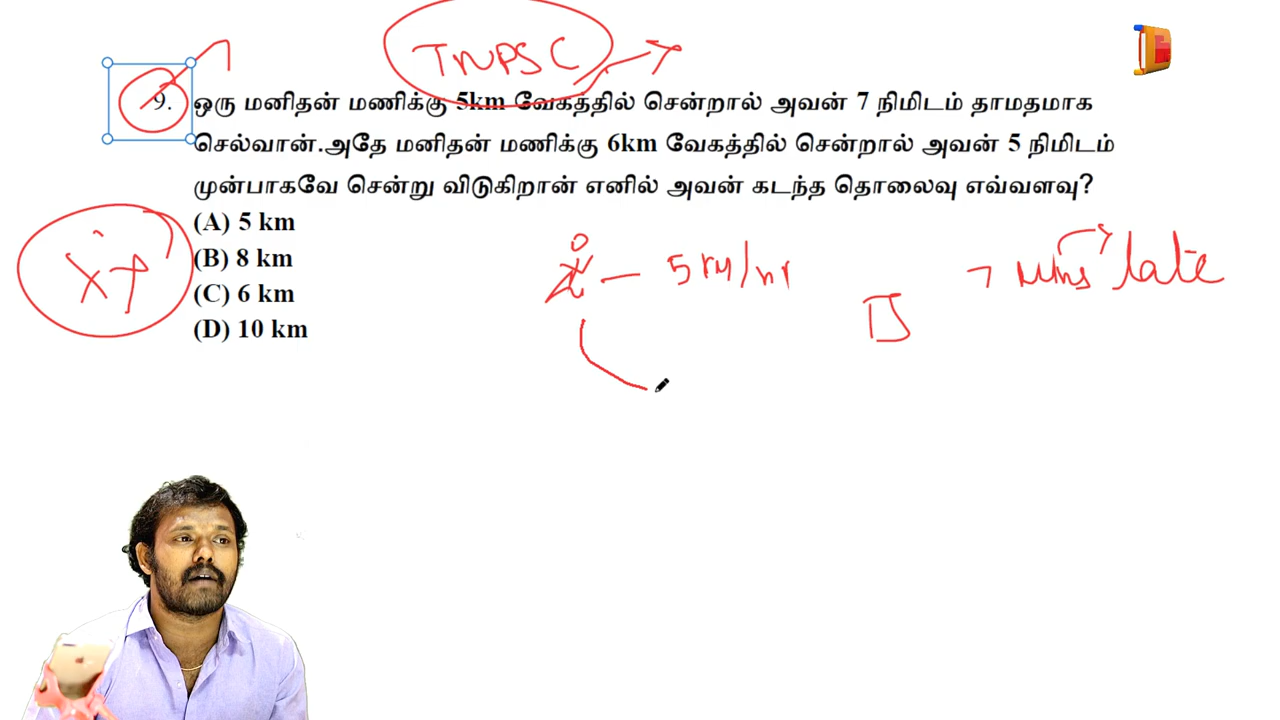 TNPSC
9. ஒரு மனிதன் மணிக்கு 5km வேகத்தில் சென்றால் அவன் 7 நிமிடம் தாமதமாக
செல்வான்.அதே மனிதன் மணிக்கு 6km வேகத்தில் சென்றால் அவன் 5 நிமிடம்
முன்பாகவே சென்று விடுகிறான் எனில் அவன் கடந்த தொலைவு எவ்வளவு?
(A) 5 km
(B) 8 km
(C) 6 km
(D) 10 km
5 km/hr
7 mins late